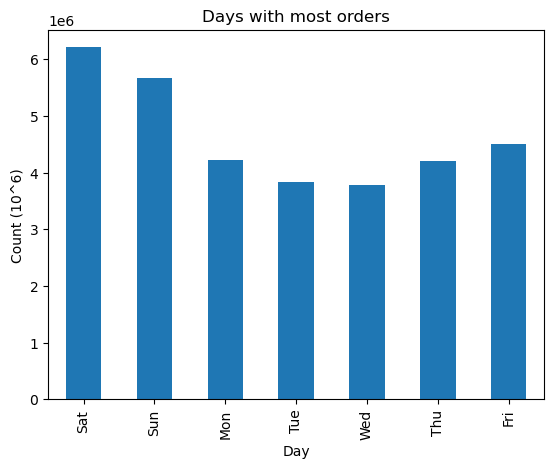 Days with most orders
1e6
6
5
4
3
2
1
0
Count (10^6)
Sat
Sun
Mon
Tue
Wed
Thu
Fri
Day